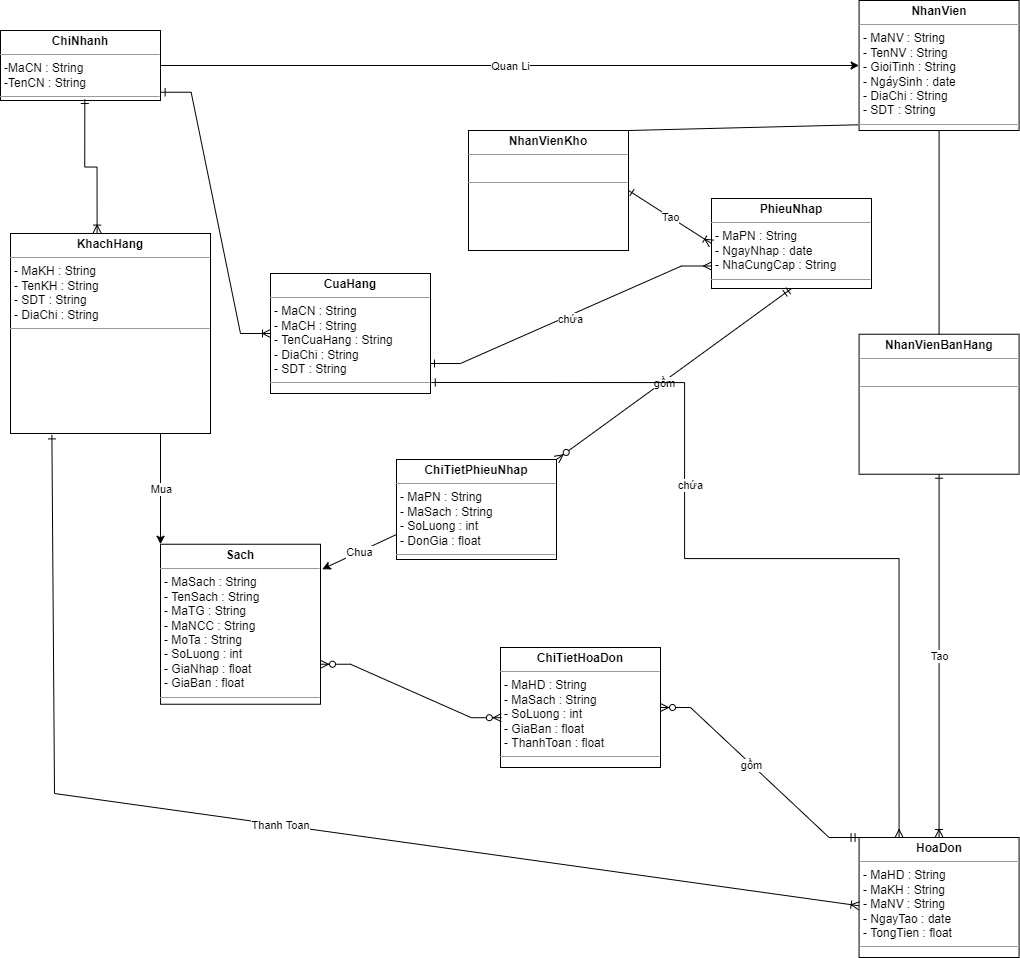 NhanVien
- MaNV : String
- TenNV : String
- GioiTinh : String
- NgáySinh : date
- DiaChi : String
- SDT : String
ChiNhanh
-MaCN : String
-TenCN : String
Quan Li
NhanVienKho
Tao
PhieuNhap
- MaPN : String
- NgayNhap : date
- NhaCungCap : String
KhachHang
- MaKH : String
- TenKH : String
- SDT : String
- DiaChi : String
CuaHang
- MaCN : String
- MaCH : String
- TenCuaHang : String
- DiaChi : String
- SDT : String
chứa
NhanVienBanHang
gồm
ChiTietPhieuNhap
- MaPN : String
- MaSach : String
- SoLuong : int
- DonGia : float
Mua
chứa
Chua
Sach
- MaSach : String
- TenSach : String
- MaTG : String
- MaNCC : String
- MoTa : String
- SoLuong : int
- GiaNhap : float
- GiaBan : float
ChiTietHoaDon
- MaHD : String
- MaSach : String
- SoLuong : int
- GiaBan : float
- ThanhToan : float
Tao
gồm
Thanh Toan
HoaDon
- MaHD : String
- MaKH : String
- MaNV : String
- NgayTao : date
- TongTien : float